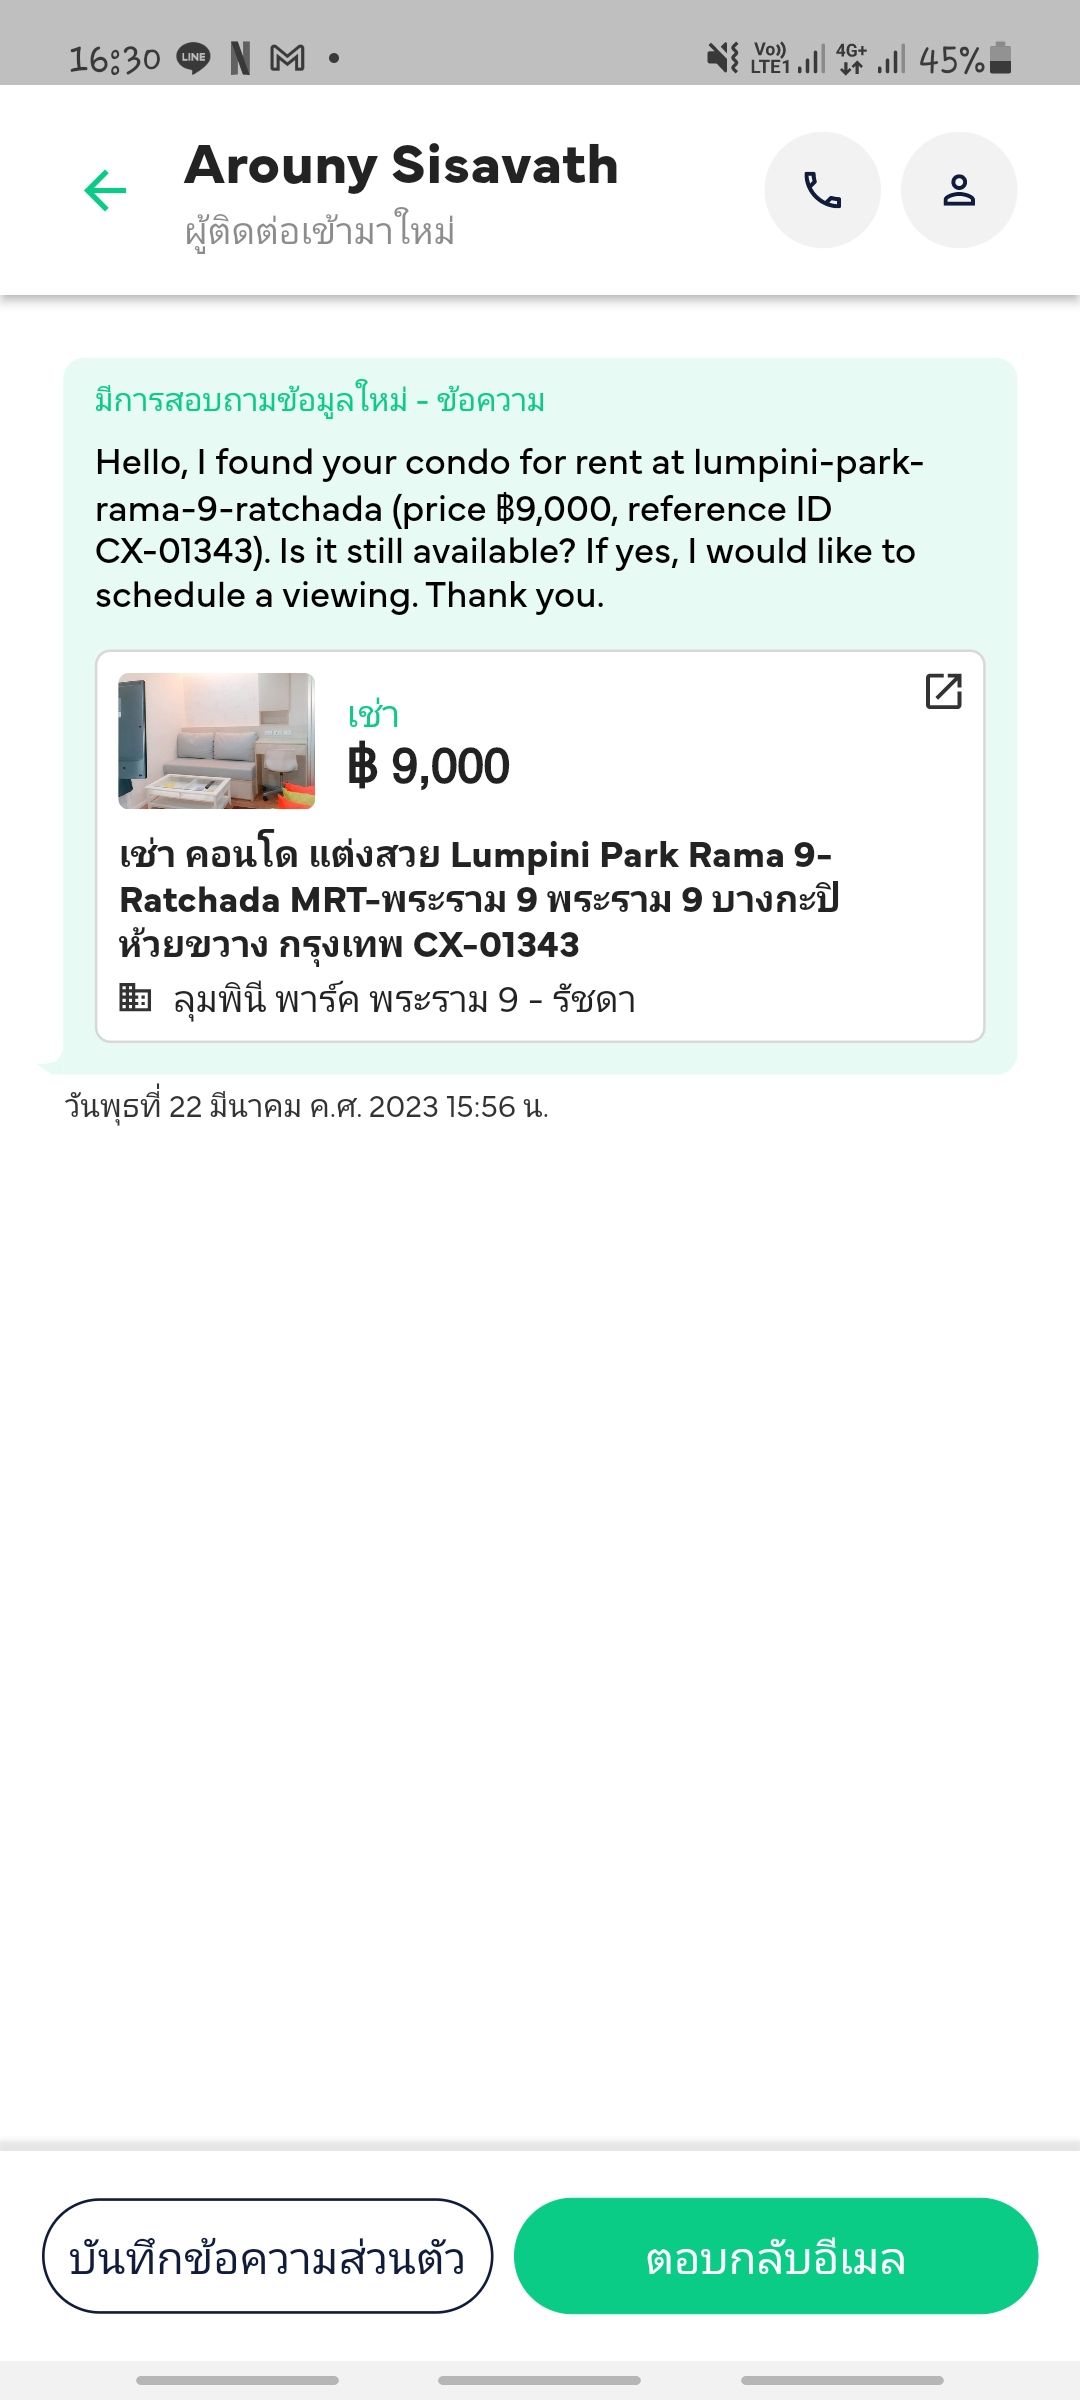 16:30 LINE N M • Vo)) LTE1 4G+ 45%
Arouny Sisavath
ผู้ติดต่อเข้ามาใหม่
มีการสอบถามข้อมูลใหม่ - ข้อความ
Hello, I found your condo for rent at lumpini-park-
rama-9-ratchada (price ฿9,000, reference ID
CX-01343). Is it still available? If yes, I would like to
schedule a viewing. Thank you.
เช่า
฿ 9,000
เช่า คอนโด แต่งสวย Lumpini Park Rama 9-
Ratchada MRT-พระราม 9 พระราม 9 บางกะปิ
ห้วยขวาง กรุงเทพ CX-01343
ลุมพินี พาร์ค พระราม 9 - รัชดา
วันพุธที่ 22 มีนาคม ค.ศ. 2023 15:56 น.
บันทึกข้อความส่วนตัว
ตอบกลับอีเมล